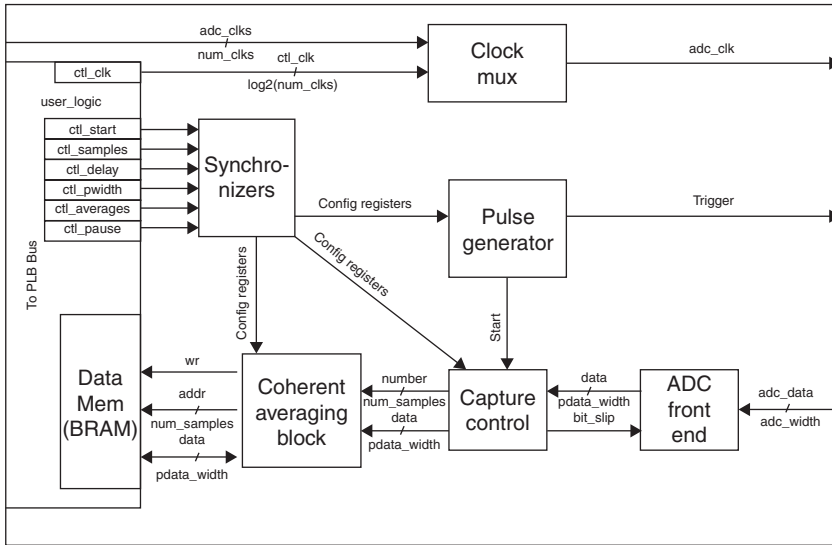 adc_clks
num_clks
ctl_clk
log2(num_clks)
Clock
mux
adc_clk
ctl_clk
user_logic
ctl_start
ctl_samples
ctl_delay
ctl_pwidth
ctl_averages
ctl_pause
Synchro-
nizers
Config registers
Pulse
generator
Trigger
To PLB Bus
Config registers
Config registers
Start
Data
Mem
(BRAM)
wr
addr
num_samples
data
pdata_width
Coherent
averaging
block
number
num_samples
data
pdata_width
Capture
control
data
pdata_width
bit_slip
ADC
front
end
adc_data
adc_width